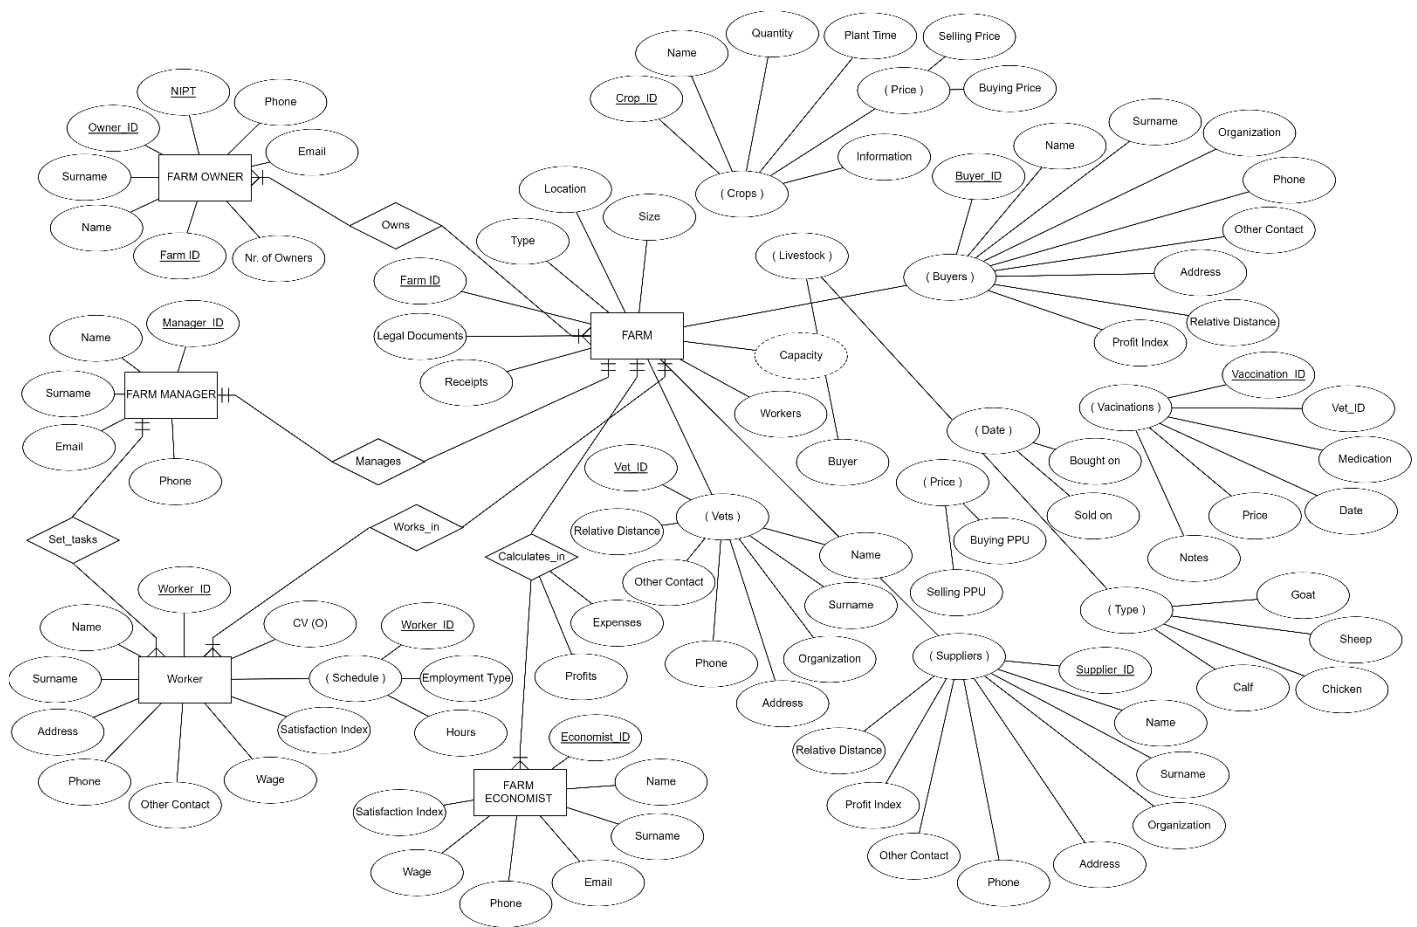 NIPT
Phone
Owner_ID
Email
Surname
FARM OWNER
Name
Farm ID
Nr. of Owners
Owns
Manager_ID
Name
Surname
FARM MANAGER
Email
Phone
Manages
Set_tasks
Works_in
Worker_ID
Name
CV (O)
Worker_ID
Surname
Worker
( Schedule )
Employment Type
Address
Satisfaction Index
Hours
Phone
Wage
Other Contact
Location
Size
Type
Farm ID
Legal Documents
FARM
Receipts
Capacity
Workers
Calculates_in
Expenses
Profits
Economist_ID
FARM
ECONOMIST
Name
Satisfaction Index
Surname
Wage
Email
Phone
Quantity
Plant Time
Selling Price
Name
( Price )
Buying Price
Crop_ID
Information
( Crops )
Surname
Organization
Name
Buyer_ID
Phone
Other Contact
( Buyers )
Address
Relative Distance
Profit Index
( Livestock )
Buyer
( Date )
Bought on
Sold on
( Price )
Buying PPU
Selling PPU
Vaccination_ID
( Vacinations )
Vet_ID
Medication
Date
Price
Notes
Goat
( Type )
Sheep
Chicken
Calf
Vet_ID
( Vets )
Relative Distance
Name
Other Contact
Surname
Phone
Organization
Address
( Suppliers )
Supplier_ID
Name
Relative Distance
Surname
Profit Index
Organization
Other Contact
Address
Phone